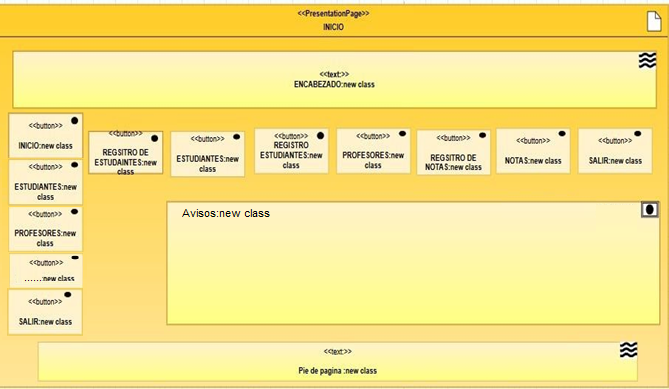 <<PresentationPage>>
INICIO
<<text:>>
ENCABEZADO:new class
<<button>>
INICIO:new class
<<button>>
ESTUDIANTES:new
class
<<button>>
PROFESORES:new
class
<<button>>
......:new class
<<button>>
SALIR:new class
<<button>>
REGSITRO DE
ESTUDAINTES:new
class
<<button>>
ESTUDIANTES:new
class
<<button>>
REGISTRO
ESTUDIANTES:new
class
<<button>>
PROFESORES:new
class
<<button>>
REGSITRO DE
NOTAS:new class
<<button>>
NOTAS:new class
<<button>>
SALIR:new class
Avisos:new class
<<text:>>
Pie de pagina :new class